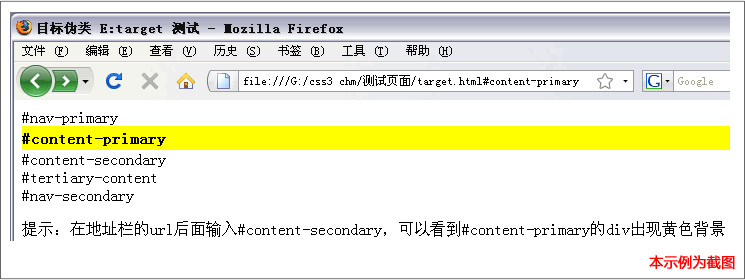 目标伪类 E:target 测试 - Mozilla Firefox
文件 (F) 编辑 (E) 查看 (V) 历史 (S) 书签 (B) 工具 (T) 帮助 (H)
file:///G:/css3 chm/测试页面/target.html#content-primary G Google
#nav-primary
#content-primary
#content-secondary
#tertiary-content
#nav-secondary
提示：在地址栏的url后面输入#content-secondary，可以看到#content-primary的div出现黄色背景
本示例为截图